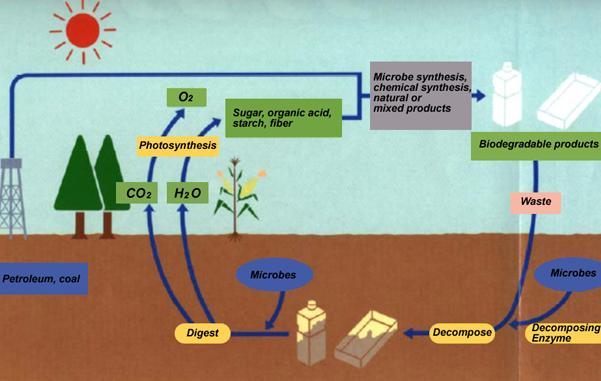 O₂
Microbe synthesis,
chemical synthesis,
natural or
mixed products
Sugar, organic acid,
starch, fiber
Photosynthesis
Biodegradable products
CO₂
H₂O
Waste
Petroleum, coal
Microbes
Microbes
Digest
Decompose
Decomposing
Enzyme